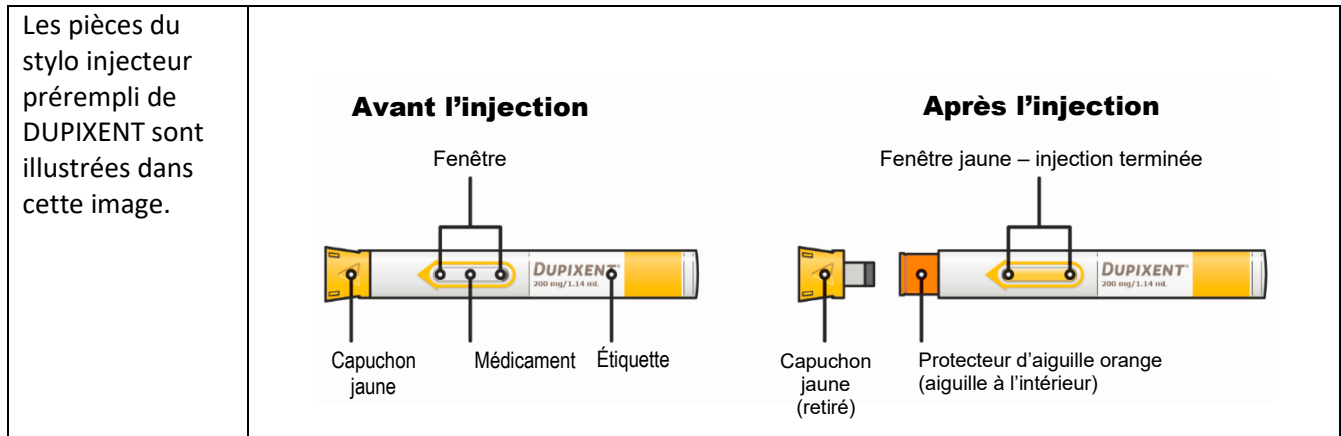 Les pièces du
stylo injecteur
prérempli de
DUPIXENT sont
illustrées dans
cette image.
Avant l’injection
Fenêtre
DUPIXENT
200 mg/1.14 mL
Capuchon
jaune
Médicament
Étiquette
Après l’injection
Fenêtre jaune – injection terminée
DUPIXENT
200 mg/1.14 mL
Capuchon
jaune
(retiré)
Protecteur d’aiguille orange
(aiguille à l’intérieur)